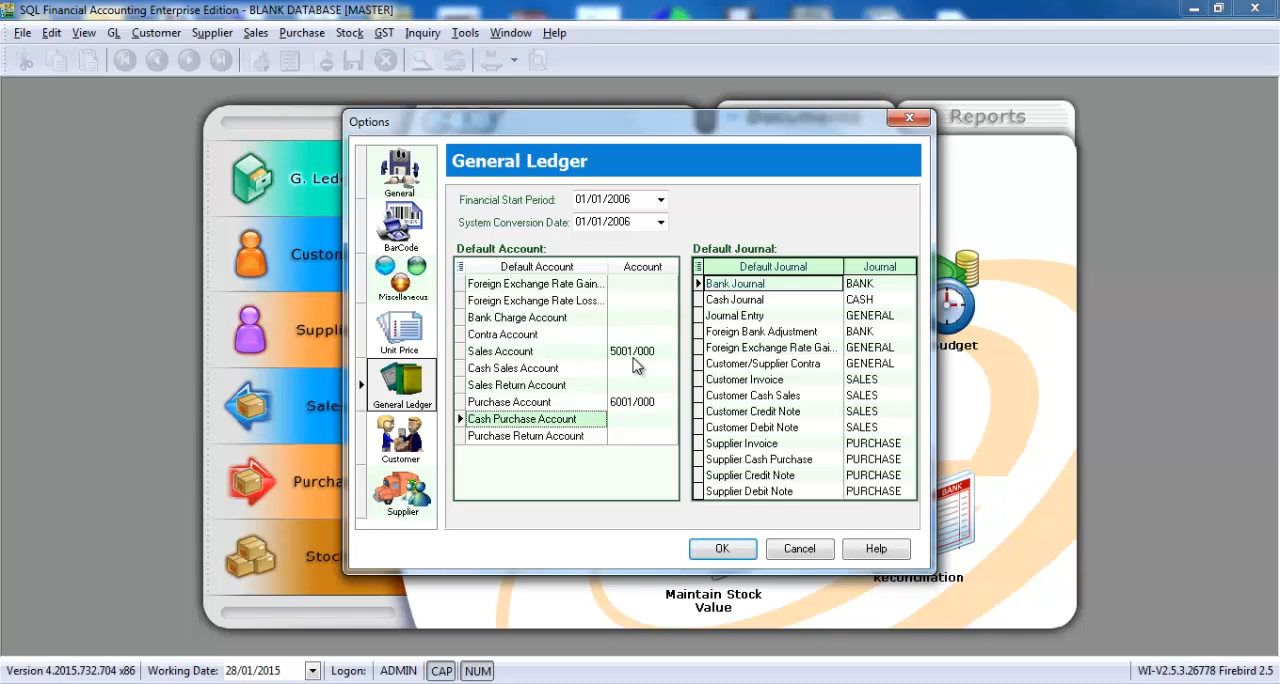 SQL Financial Accounting Enterprise Edition - BLANK DATABASE [MASTER]
File Edit View GL Customer Supplier Sales Purchase Stock GST Inquiry Tools Window Help
Options
Documents
Reports
General Ledger
General
BarCode
Miscellaneous
Unit Price
General Ledger
Customer
Supplier
Financial Start Period: 01/01/2006
System Conversion Date: 01/01/2006
Default Account:
Default Account Account
Foreign Exchange Rate Gain...
Foreign Exchange Rate Loss...
Bank Charge Account
Contra Account
Sales Account 5001/000
Cash Sales Account
Sales Return Account
Purchase Account 6001/000
Cash Purchase Account
Purchase Return Account
Default Journal:
Default Journal Journal
Bank Journal BANK
Cash Journal CASH
Journal Entry GENERAL
Foreign Bank Adjustment BANK
Foreign Exchange Rate Gai... GENERAL
Customer/Supplier Contra GENERAL
Customer Invoice SALES
Customer Cash Sales SALES
Customer Credit Note SALES
Customer Debit Note SALES
Supplier Invoice PURCHASE
Supplier Cash Purchase PURCHASE
Supplier Credit Note PURCHASE
Supplier Debit Note PURCHASE
OK Cancel Help
G. Led
Custon
Suppli
Sale
Purcha
Stoc
udget
Reconciliation
Maintain Stock
Value
Version 4.2015.732.704 x86 Working Date: 28/01/2015 Logon: ADMIN CAP NUM WI-V2.5.3.26778 Firebird 2.5